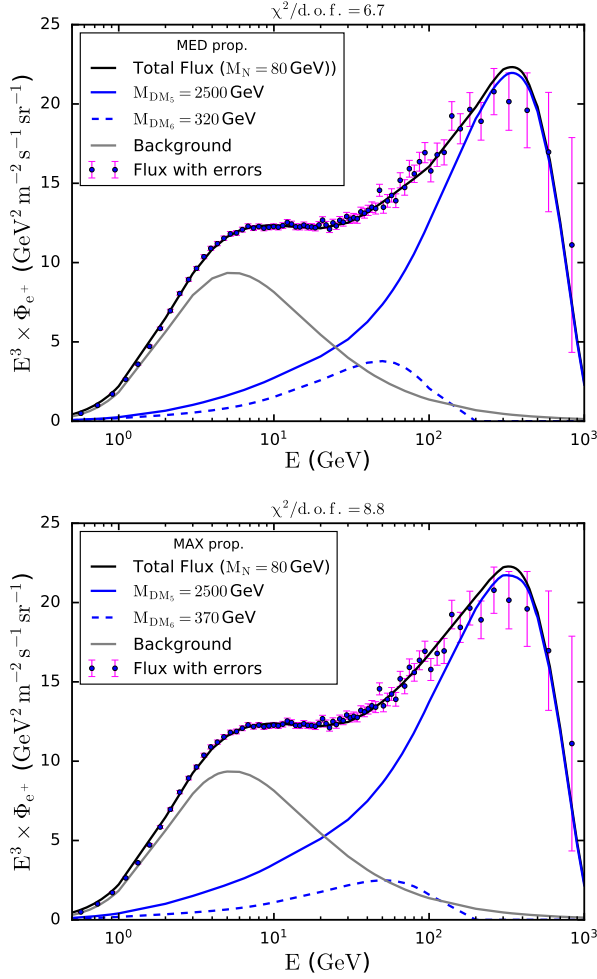 χ²/d.o.f. = 6.7
25
20
15
10
5
0
E³ × Φₑ⁺ (GeV² m⁻² s⁻¹ sr⁻¹)
MED prop.
Total Flux (M_N = 80 GeV))
M_DM₅ = 2500 GeV
M_DM₆ = 320 GeV
Background
Flux with errors
10⁰ 10¹ 10² 10³
E (GeV)
χ²/d.o.f. = 8.8
25
20
15
10
5
0
E³ × Φₑ⁺ (GeV² m⁻² s⁻¹ sr⁻¹)
MAX prop.
Total Flux (M_N = 80 GeV)
M_DM₅ = 2500 GeV
M_DM₆ = 370 GeV
Background
Flux with errors
10⁰ 10¹ 10² 10³
E (GeV)